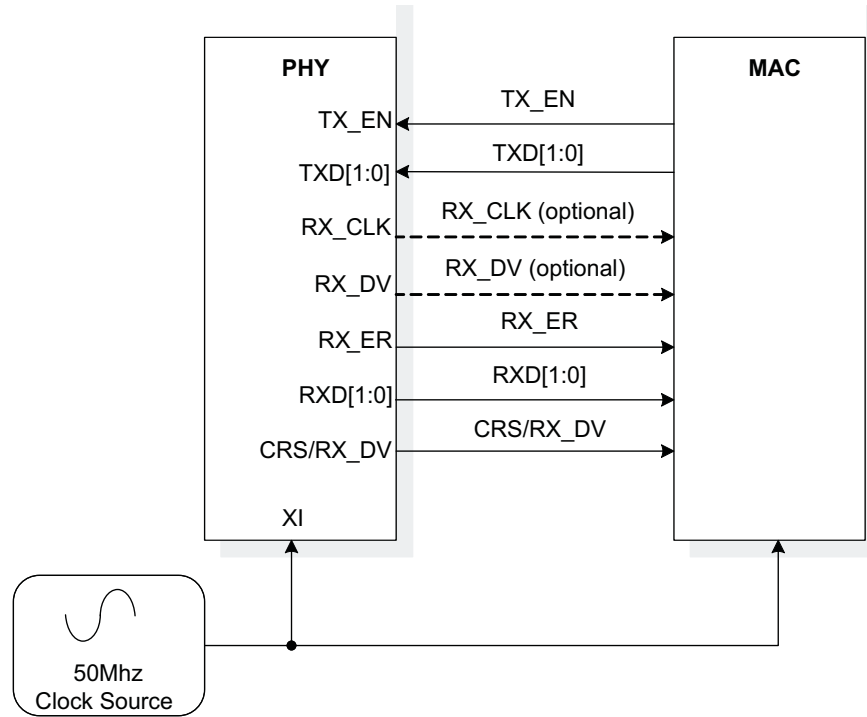 PHY
MAC
TX_EN
TX_EN
TXD[1:0]
TXD[1:0]
RX_CLK
RX_CLK (optional)
RX_DV
RX_DV (optional)
RX_ER
RX_ER
RXD[1:0]
RXD[1:0]
CRS/RX_DV
CRS/RX_DV
XI
50Mhz
Clock Source